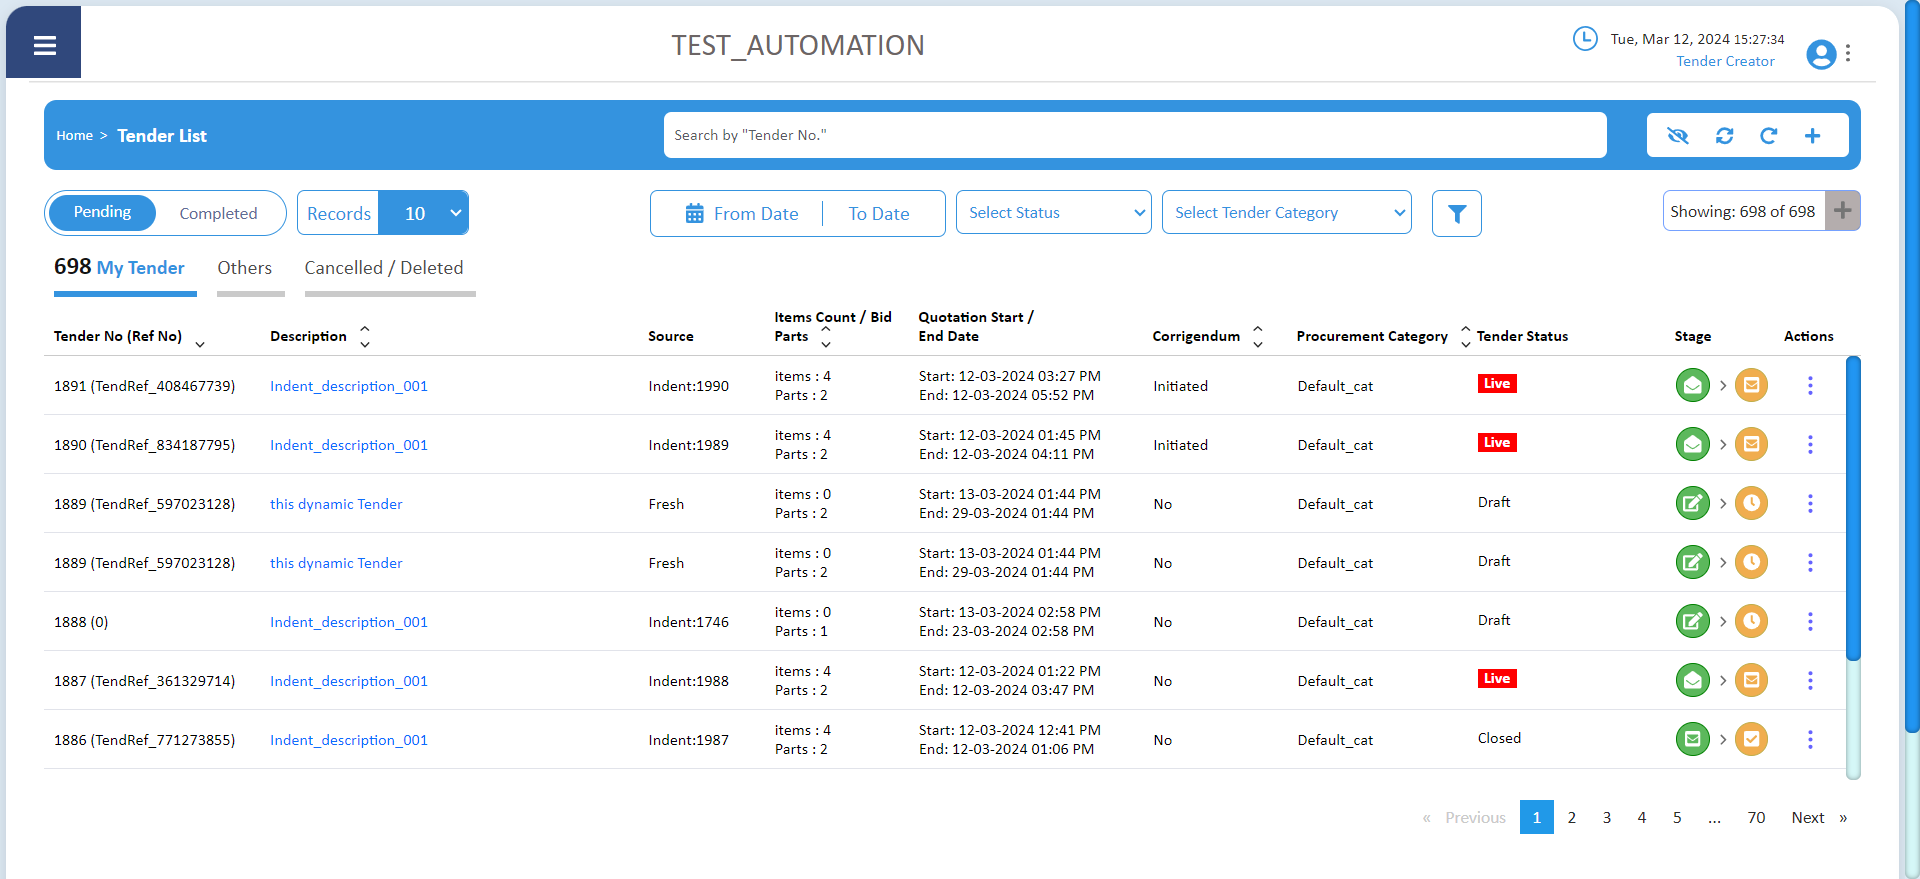 TEST_AUTOMATION
Tue, Mar 12, 2024 15:27:34
Tender Creator
Home > Tender List
Search by "Tender No."
Pending Completed Records 10 From Date To Date Select Status Select Tender Category Showing: 698 of 698 +
698 My Tender Others Cancelled / Deleted
Tender No (Ref No) Description Source Items Count / Bid Parts Quotation Start / End Date Corrigendum Procurement Category Tender Status Stage Actions
1891 (TendRef_408467739) Indent_description_001 Indent:1990 items : 4 Parts : 2 Start: 12-03-2024 03:27 PM End: 12-03-2024 05:52 PM Initiated Default_cat Live
1890 (TendRef_834187795) Indent_description_001 Indent:1989 items : 4 Parts : 2 Start: 12-03-2024 01:45 PM End: 12-03-2024 04:11 PM Initiated Default_cat Live
1889 (TendRef_597023128) this dynamic Tender Fresh items : 0 Parts : 2 Start: 13-03-2024 01:44 PM End: 29-03-2024 01:44 PM No Default_cat Draft
1889 (TendRef_597023128) this dynamic Tender Fresh items : 0 Parts : 2 Start: 13-03-2024 01:44 PM End: 29-03-2024 01:44 PM No Default_cat Draft
1888 (0) Indent_description_001 Indent:1746 items : 0 Parts : 1 Start: 13-03-2024 02:58 PM End: 23-03-2024 02:58 PM No Default_cat Draft
1887 (TendRef_361329714) Indent_description_001 Indent:1988 items : 4 Parts : 2 Start: 12-03-2024 01:22 PM End: 12-03-2024 03:47 PM No Default_cat Live
1886 (TendRef_771273855) Indent_description_001 Indent:1987 items : 4 Parts : 2 Start: 12-03-2024 12:41 PM End: 12-03-2024 01:06 PM No Default_cat Closed
« Previous 1 2 3 4 5 ... 70 Next »